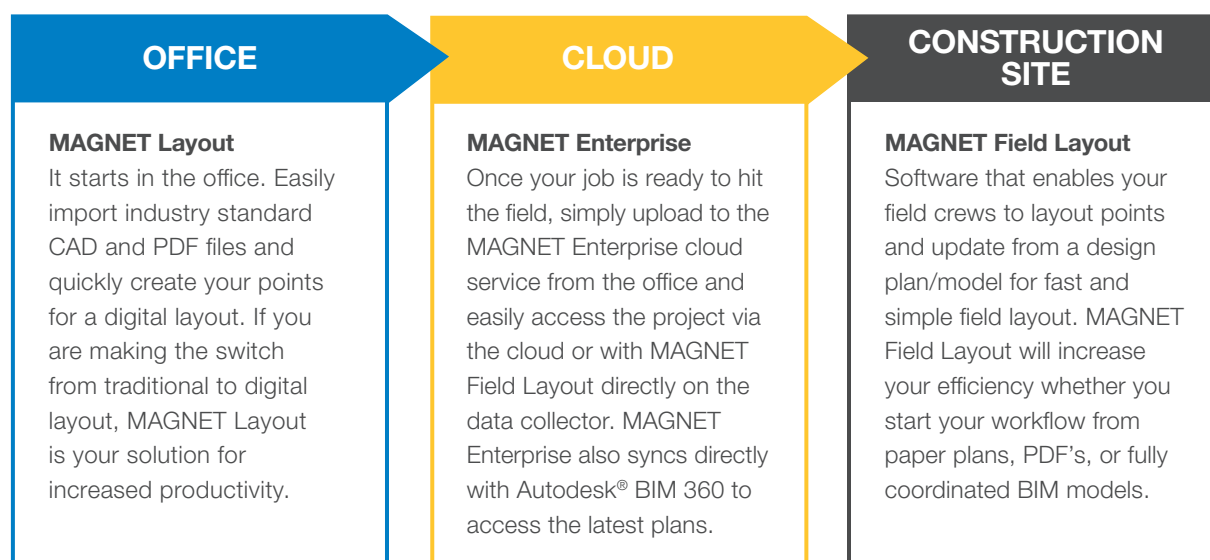 OFFICE
MAGNET Layout
It starts in the office. Easily
import industry standard
CAD and PDF files and
quickly create your points
for a digital layout. If you
are making the switch
from traditional to digital
layout, MAGNET Layout
is your solution for
increased productivity.
CLOUD
MAGNET Enterprise
Once your job is ready to hit
the field, simply upload to the
MAGNET Enterprise cloud
service from the office and
easily access the project via
the cloud or with MAGNET
Field Layout directly on the
data collector. MAGNET
Enterprise also syncs directly
with Autodesk® BIM 360 to
access the latest plans.
CONSTRUCTION
SITE
MAGNET Field Layout
Software that enables your
field crews to layout points
and update from a design
plan/model for fast and
simple field layout. MAGNET
Field Layout will increase
your efficiency whether you
start your workflow from
paper plans, PDF's, or fully
coordinated BIM models.